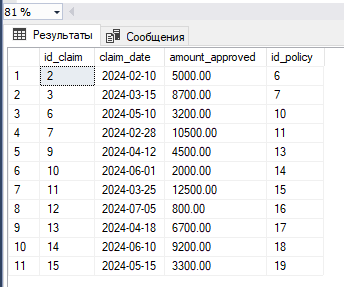 81 %
Результаты Сообщения
id_claim claim_date amount_approved id_policy
1 2 2024-02-10 5000.00 6
2 3 2024-03-15 8700.00 7
3 6 2024-05-10 3200.00 10
4 7 2024-02-28 10500.00 11
5 9 2024-04-12 4500.00 13
6 10 2024-06-01 2000.00 14
7 11 2024-03-25 12500.00 15
8 12 2024-07-05 800.00 16
9 13 2024-04-18 6700.00 17
10 14 2024-06-10 9200.00 18
11 15 2024-05-15 3300.00 19